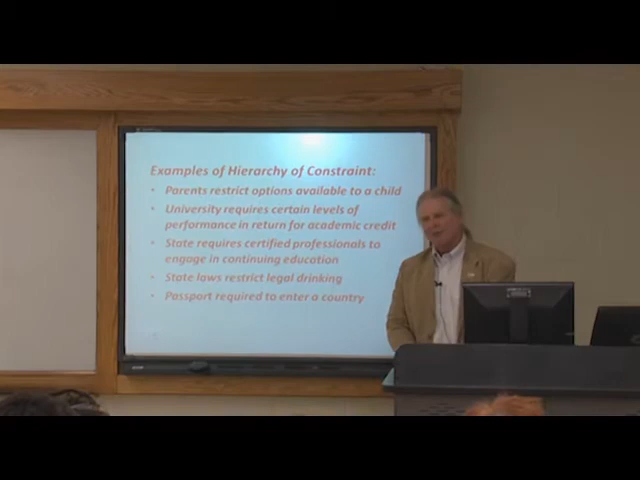 Examples of Hierarchy of Constraint:
• Parents restrict options available to a child
• University requires certain levels of
performance in return for academic credit
• State requires certified professionals to
engage in continuing education
• State laws restrict legal drinking
• Passport required to enter a country